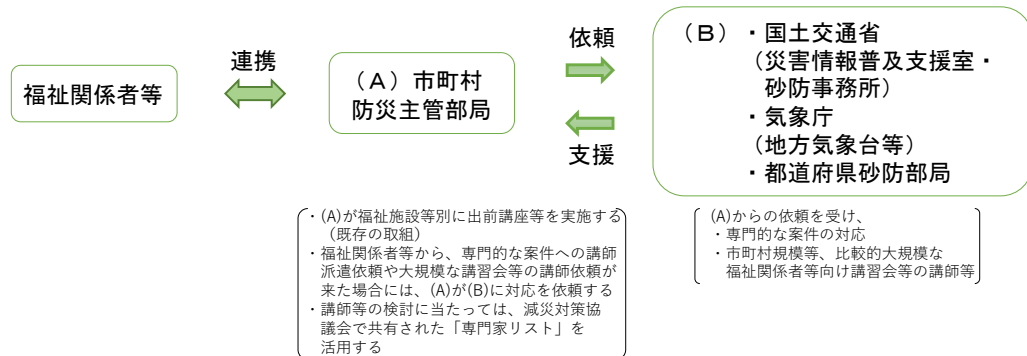 福祉関係者等
連携
（Ａ）市町村
防災主管部局
依頼
支援
（Ｂ）・国土交通省
（災害情報普及支援室・
砂防事務所）
・気象庁
（地方気象台等）
・都道府県砂防部局
・(A)が福祉施設等別に出前講座等を実施する
（既存の取組）
・福祉関係者等から、専門的な案件への講師
派遣依頼や大規模な講習会等の講師依頼が
来た場合には、(A)が(B)に対応を依頼する
・講師等の検討に当たっては、減災対策協
議会で共有された「専門家リスト」を
活用する
(A)からの依頼を受け、
・専門的な案件の対応
・市町村規模等、比較的大規模な
福祉関係者等向け講習会等の講師等